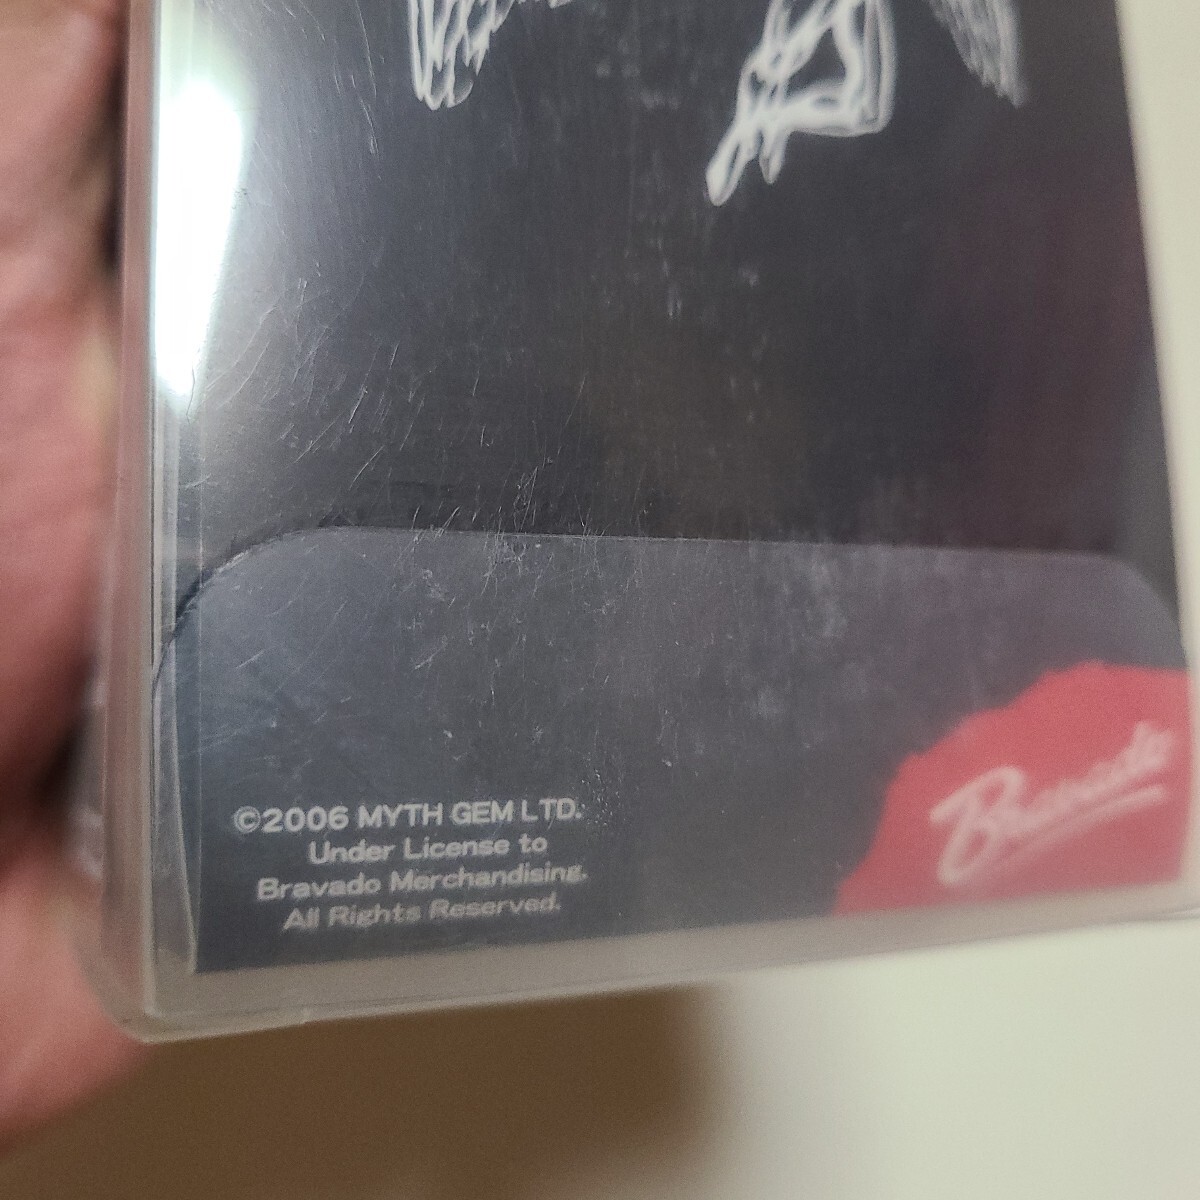 ©2006 MYTH GEM LTD.
Under License to
Bravado Merchandising.
All Rights Reserved.
Bravado